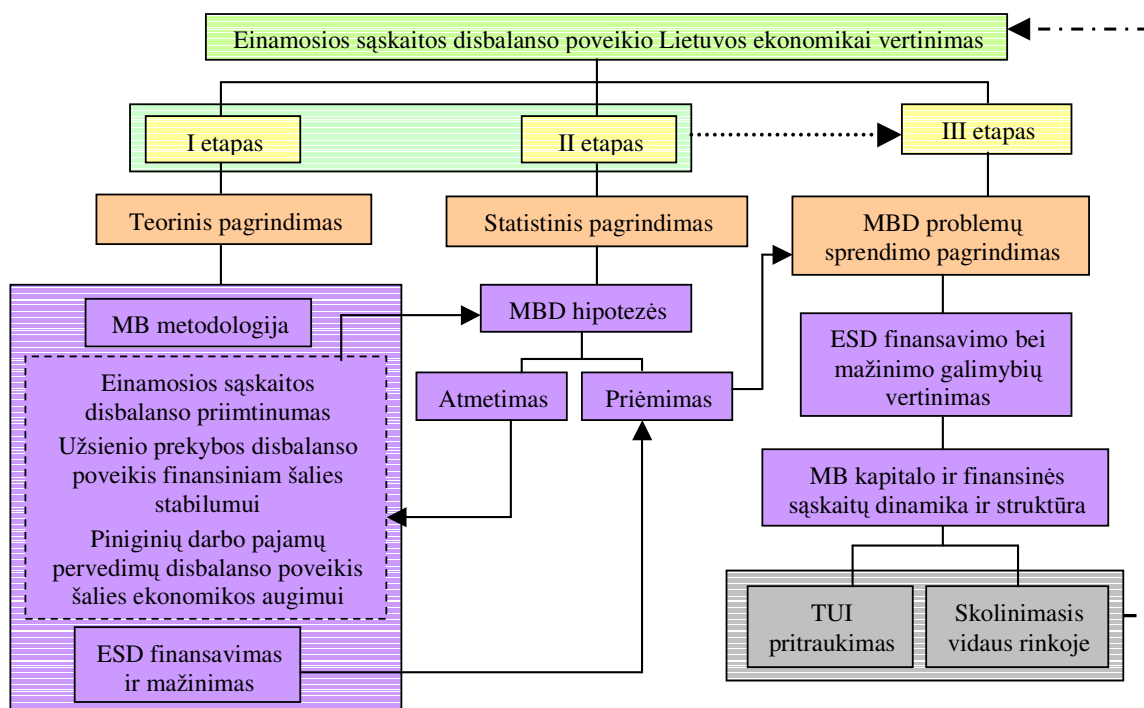 Einamosios sąskaitos disbalanso poveikio Lietuvos ekonomikai vertinimas
I etapas
II etapas
III etapas
Teorinis pagrindimas
Statistinis pagrindimas
MBD problemų
sprendimo pagrindimas
MB metodologija
Einamosios sąskaitos
disbalanso priimtinumas
Užsienio prekybos disbalanso
poveikis finansiniam šalies
stabilumui
Piniginių darbo pajamų
pervedimų disbalanso poveikis
šalies ekonomikos augimui
ESD finansavimas
ir mažinimas
MBD hipotezės
Atmetimas
Priėmimas
ESD finansavimo bei
mažinimo galimybių
vertinimas
MB kapitalo ir finansinės
sąskaitų dinamika ir struktūra
TUI
pritraukimas
Skolinimasis
vidaus rinkoje